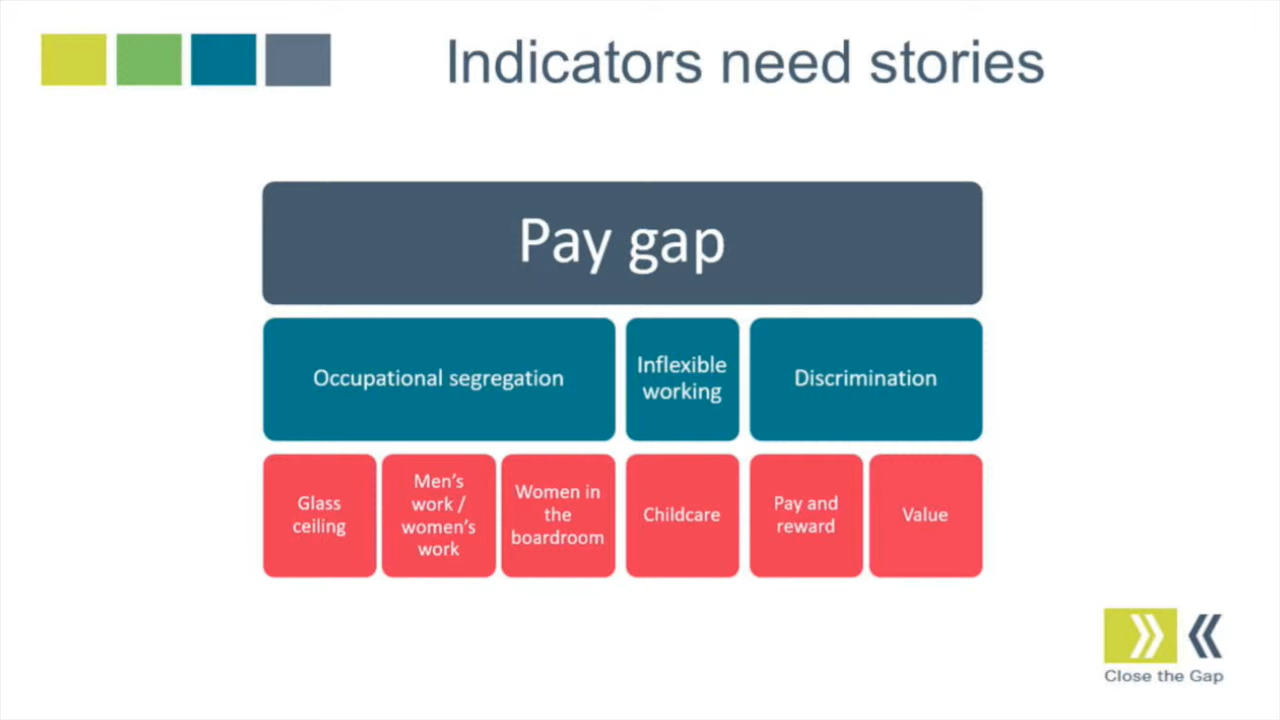 Indicators need stories
Pay gap
Occupational segregation
Inflexible
working
Discrimination
Glass
ceiling
Men's
work /
women's
work
Women in
the
boardroom
Childcare
Pay and
reward
Value
Close the Gap